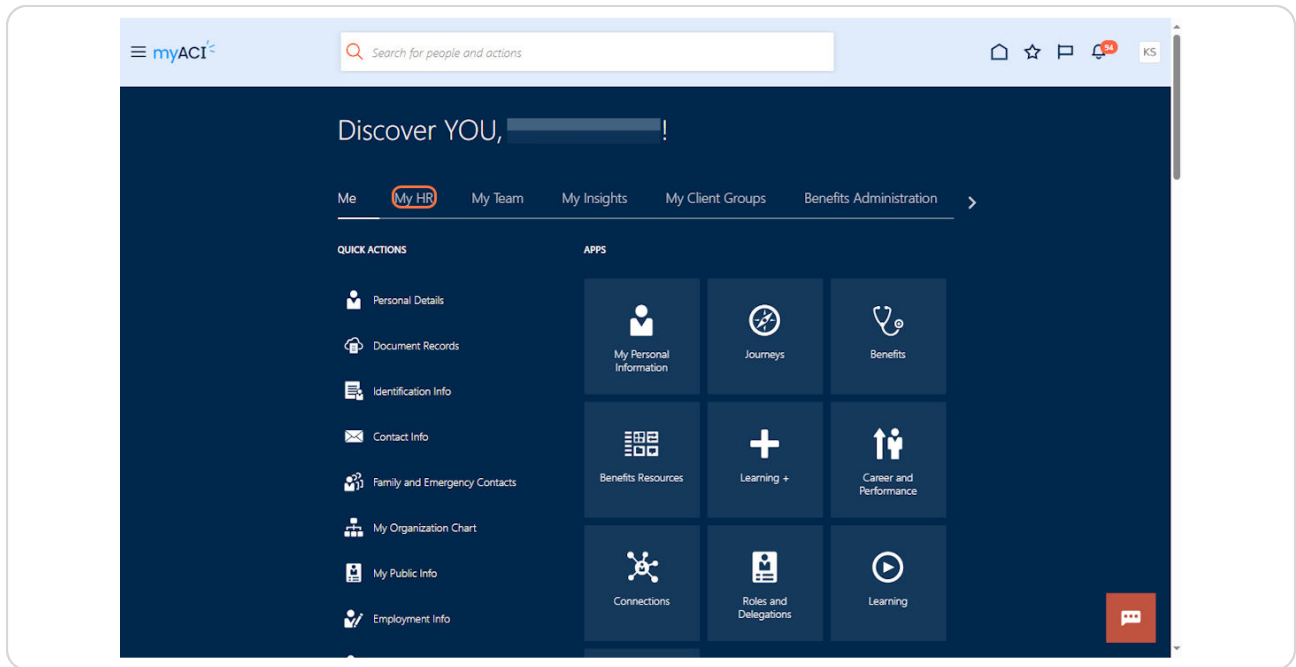 myACI
Search for people and actions
94
KS
Discover YOU, !
Me My HR My Team My Insights My Client Groups Benefits Administration
QUICK ACTIONS
APPS
Personal Details
Document Records
Identification Info
Contact Info
Family and Emergency Contacts
My Organization Chart
My Public Info
Employment Info
My Personal
Information
Journeys
Benefits
Benefits Resources
Learning +
Career and
Performance
Connections
Roles and
Delegations
Learning